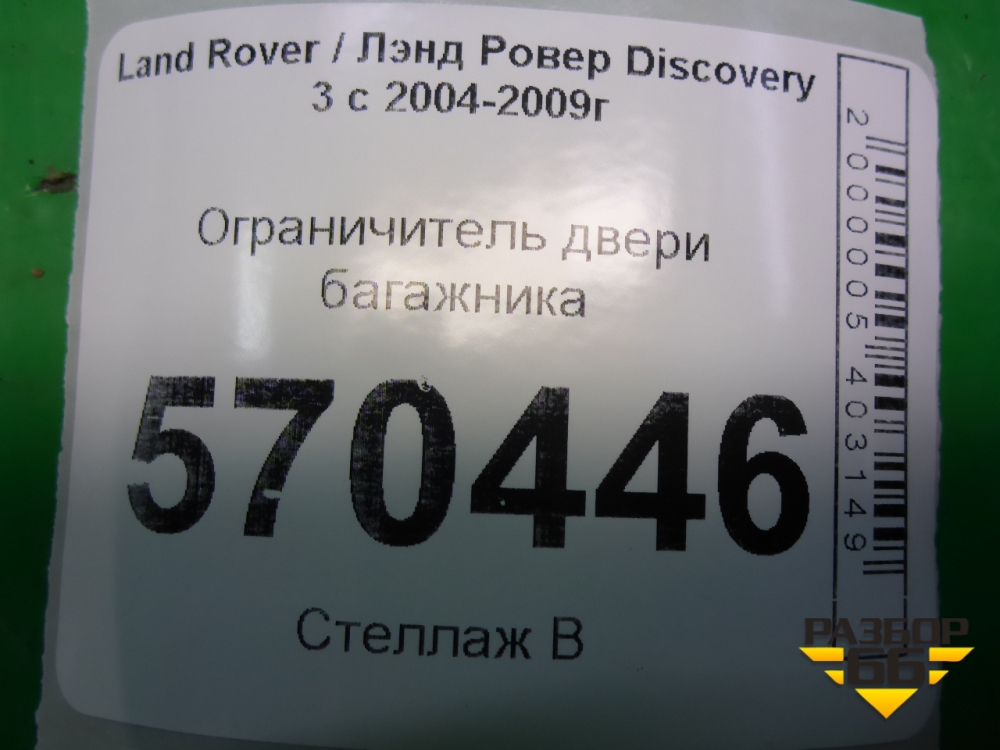 Land Rover / Лэнд Ровер Discovery
3 с 2004-2009г
Ограничитель двери
багажника
570446
Стеллаж В
2000005403149
РАЗБОР
66